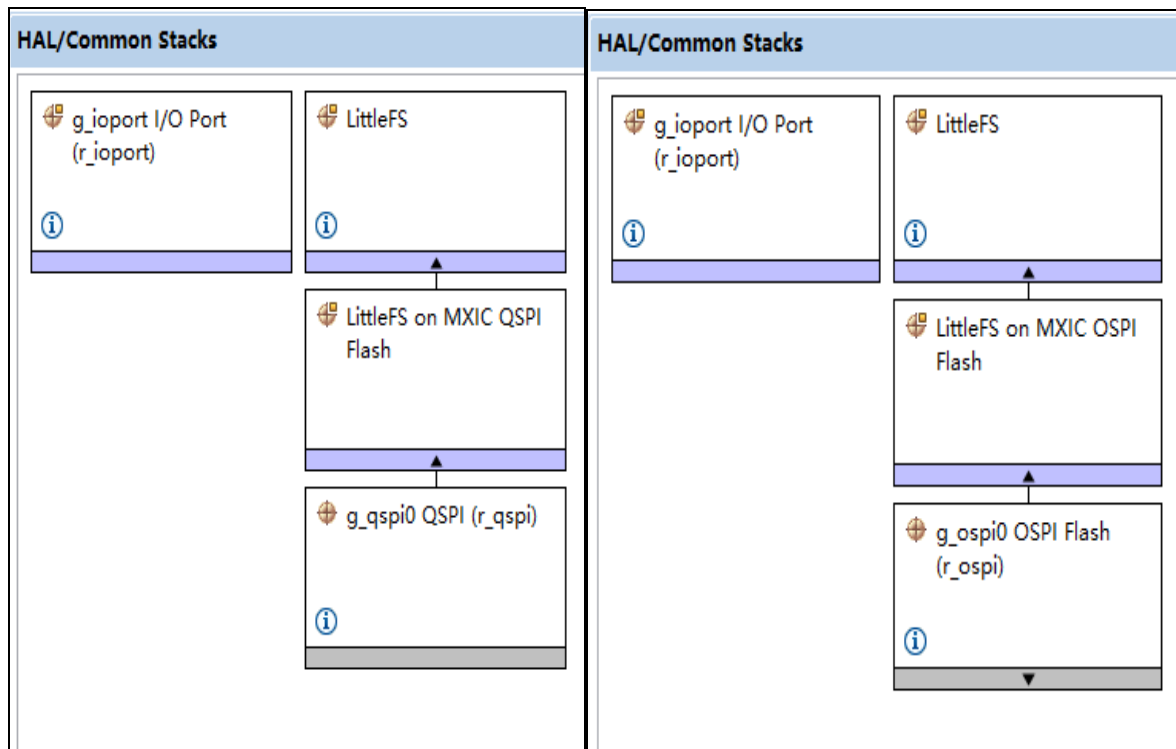 HAL/Common Stacks
g_ioport I/O Port
(r_ioport)
LittleFS
LittleFS on MXIC QSPI
Flash
g_qspi0 QSPI (r_qspi)
HAL/Common Stacks
g_ioport I/O Port
(r_ioport)
LittleFS
LittleFS on MXIC OSPI
Flash
g_ospi0 OSPI Flash
(r_ospi)